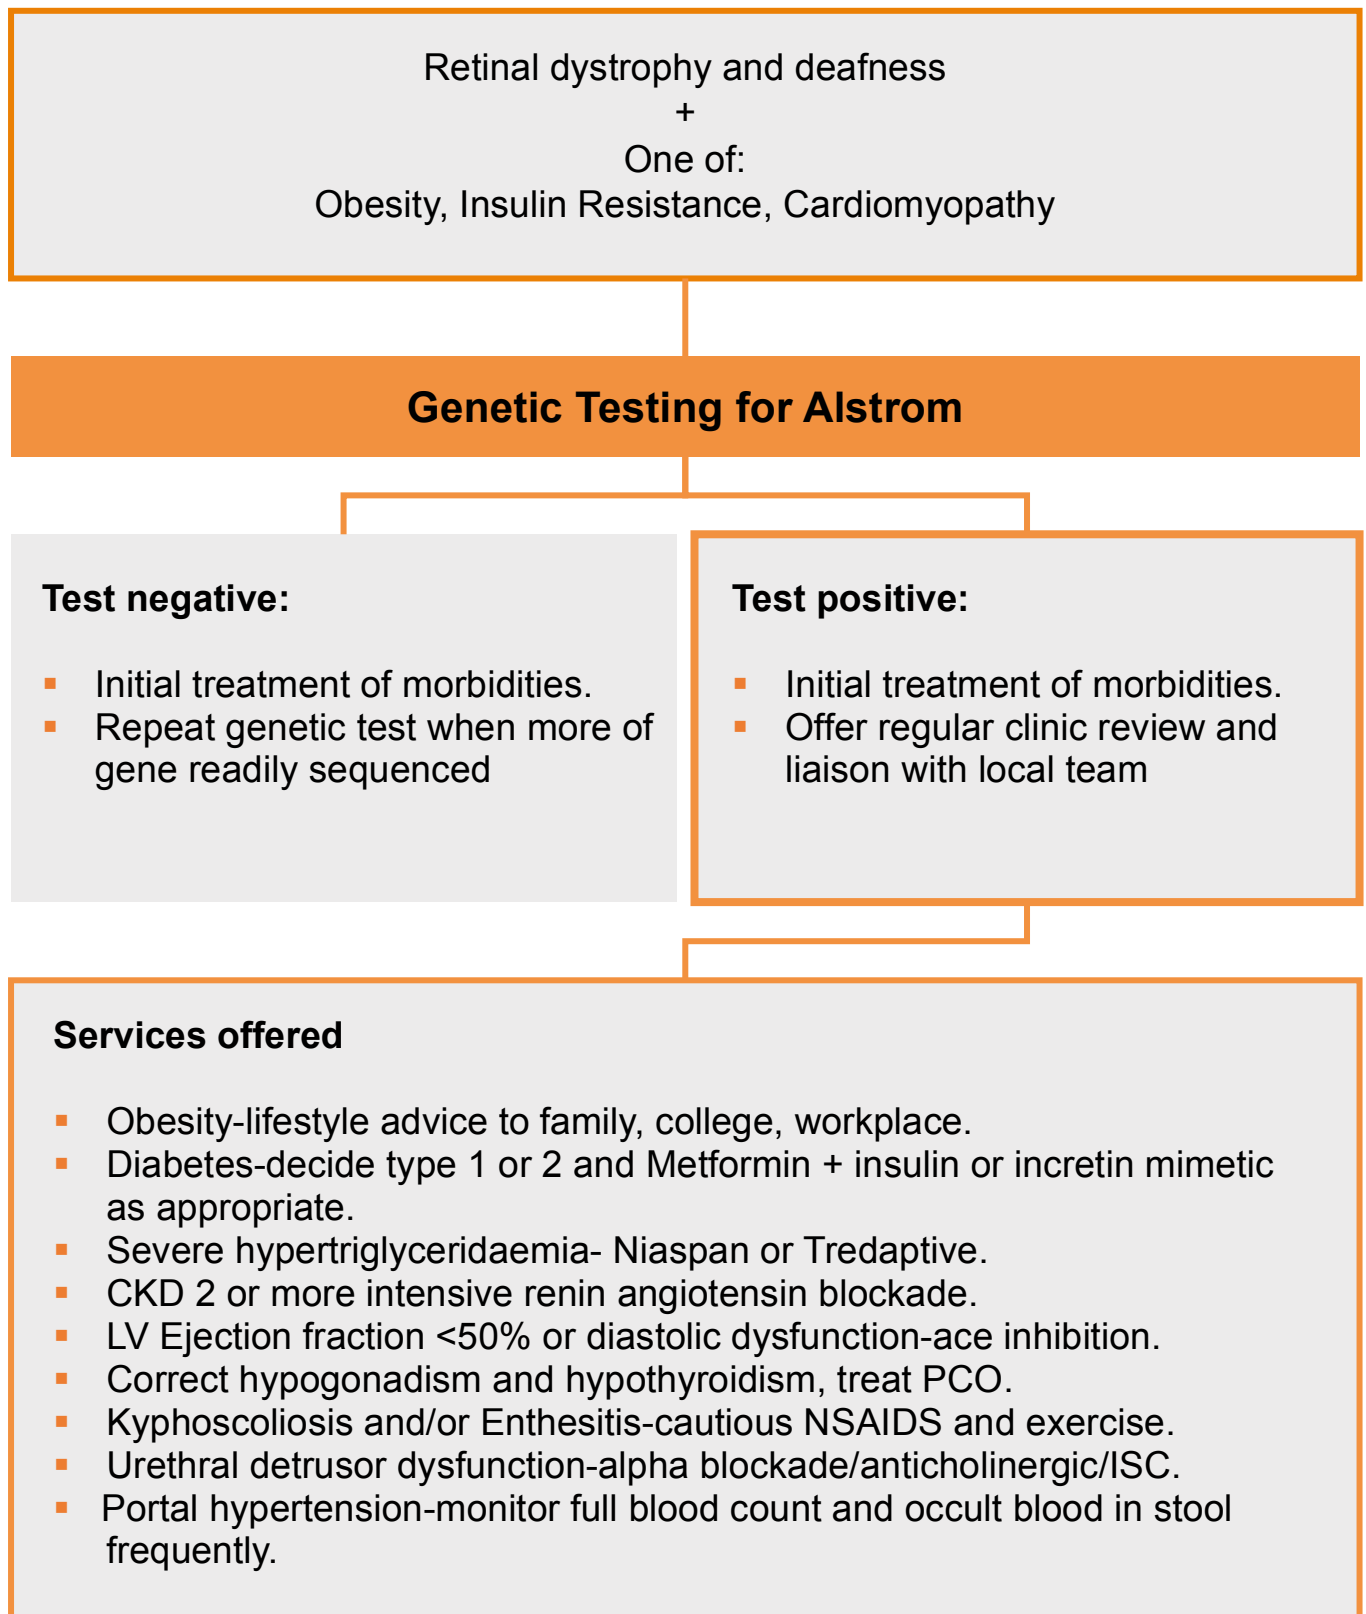 Retinal dystrophy and deafness
+
One of:
Obesity, Insulin Resistance, Cardiomyopathy
Genetic Testing for Alstrom
Test negative:
▪ Initial treatment of morbidities.
▪ Repeat genetic test when more of
gene readily sequenced
Test positive:
▪ Initial treatment of morbidities.
▪ Offer regular clinic review and
liaison with local team
Services offered
▪ Obesity-lifestyle advice to family, college, workplace.
▪ Diabetes-decide type 1 or 2 and Metformin + insulin or incretin mimetic
as appropriate.
▪ Severe hypertriglyceridaemia- Niaspan or Tredaptive.
▪ CKD 2 or more intensive renin angiotensin blockade.
▪ LV Ejection fraction <50% or diastolic dysfunction-ace inhibition.
▪ Correct hypogonadism and hypothyroidism, treat PCO.
▪ Kyphoscoliosis and/or Enthesitis-cautious NSAIDS and exercise.
▪ Urethral detrusor dysfunction-alpha blockade/anticholinergic/ISC.
▪ Portal hypertension-monitor full blood count and occult blood in stool
frequently.